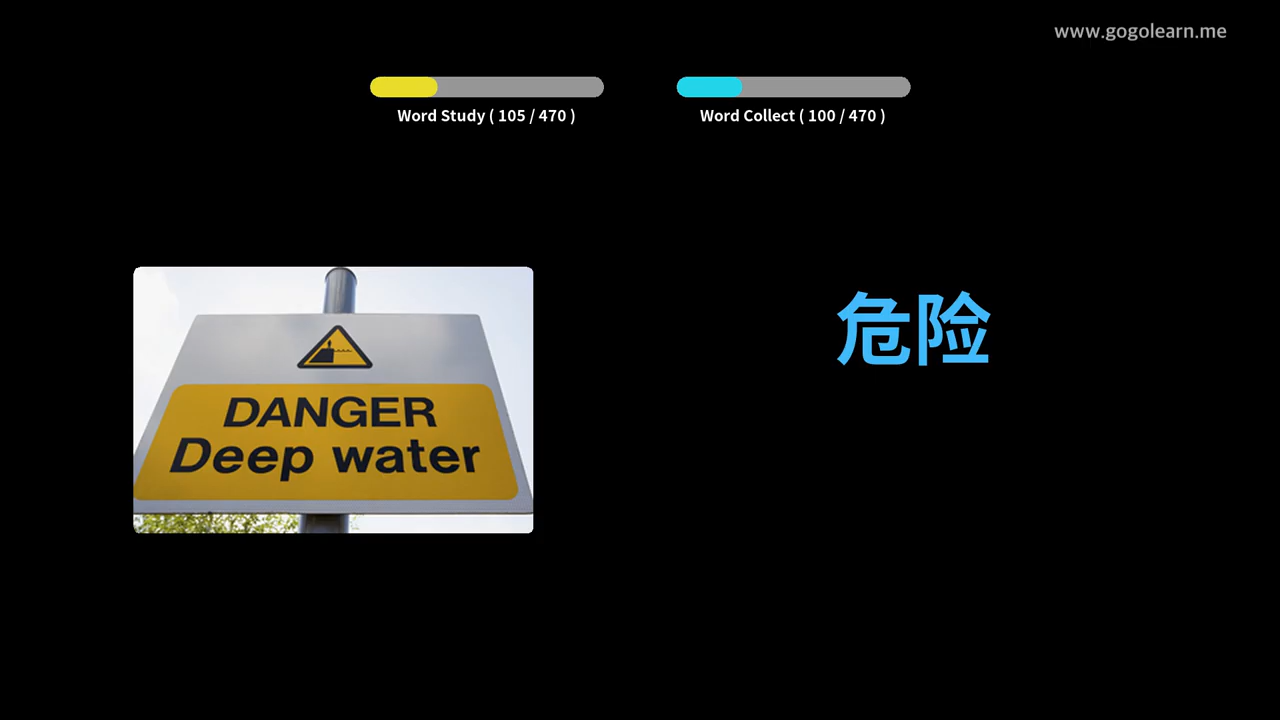 www.gogolearn.me
Word Study ( 105 / 470 )
Word Collect ( 100 / 470 )
DANGER
Deep water
危险